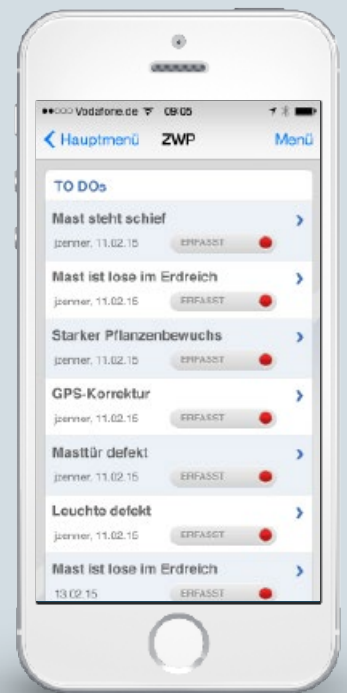 Vodafone.de 09:05
Hauptmenü ZWP Menü
TO DOs
Mast steht schief
jzenner, 11.02.15 ERFASST
Mast ist lose im Erdreich
jzenner, 11.02.15 ERFASST
Starker Pflanzenbewuchs
jzenner, 11.02.15 ERFASST
GPS-Korrektur
jzenner, 11.02.15 ERFASST
Masttür defekt
jzenner, 11.02.15 ERFASST
Leuchte defekt
jzenner, 11.02.15 ERFASST
Mast ist lose im Erdreich
13.02.15 ERFASST